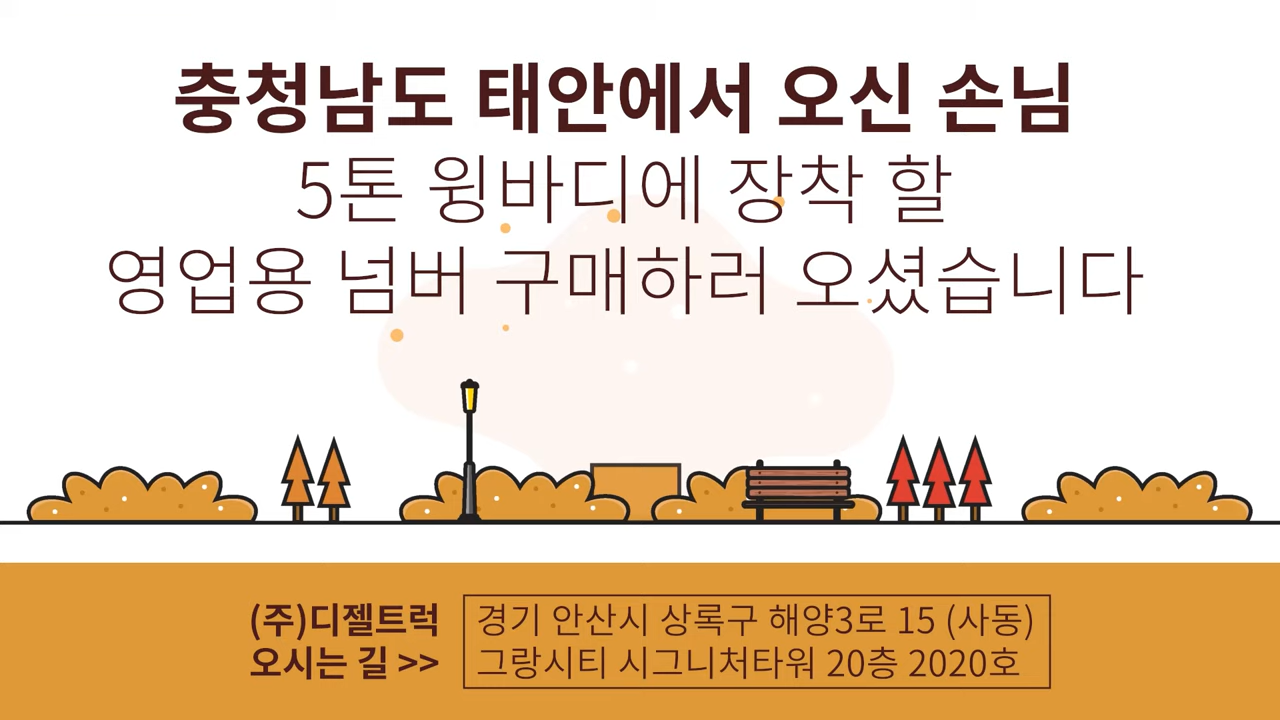 충청남도 태안에서 오신 손님
5톤 윙바디에 장착 할
영업용 넘버 구매하러 오셨습니다
(주)디젤트럭
오시는 길 >>
경기 안산시 상록구 해양3로 15 (사동)
그랑시티 시그니처타워 20층 2020호